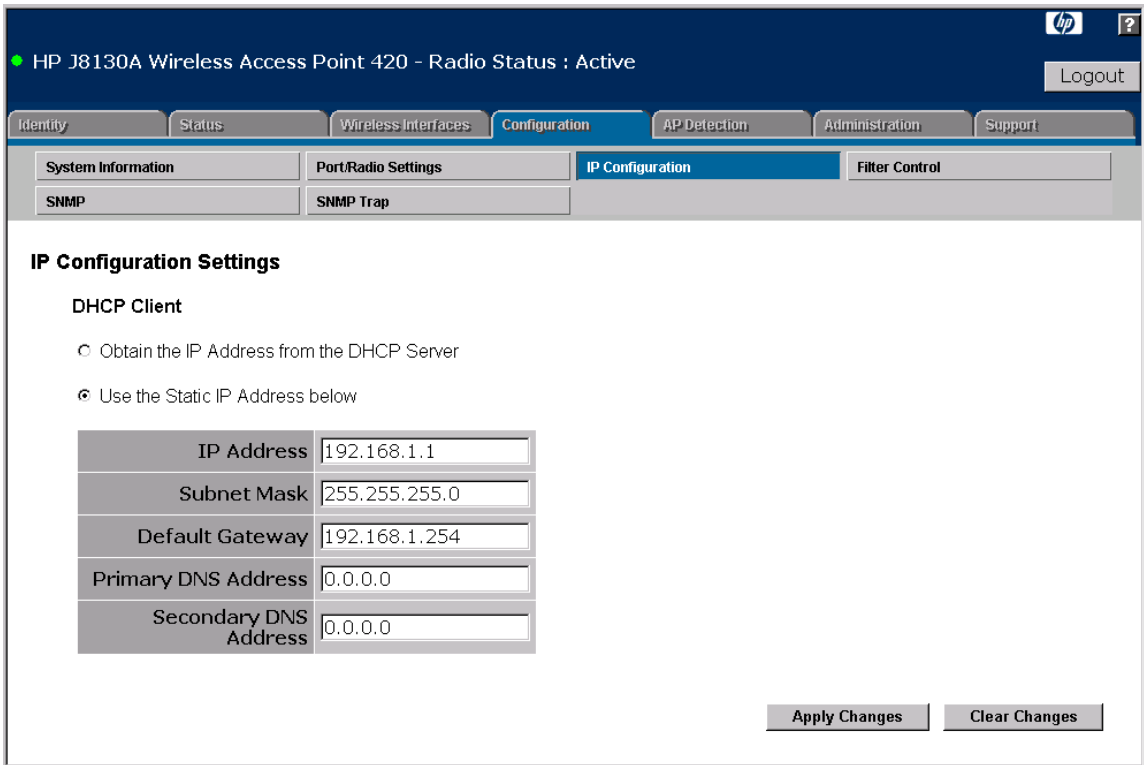 hp ?
HP J8130A Wireless Access Point 420 - Radio Status : Active
Logout
Identity Status Wireless Interfaces Configuration AP Detection Administration Support
System Information Port/Radio Settings IP Configuration Filter Control
SNMP SNMP Trap
IP Configuration Settings
DHCP Client
Obtain the IP Address from the DHCP Server
Use the Static IP Address below
IP Address 192.168.1.1
Subnet Mask 255.255.255.0
Default Gateway 192.168.1.254
Primary DNS Address 0.0.0.0
Secondary DNS
Address 0.0.0.0
Apply Changes Clear Changes